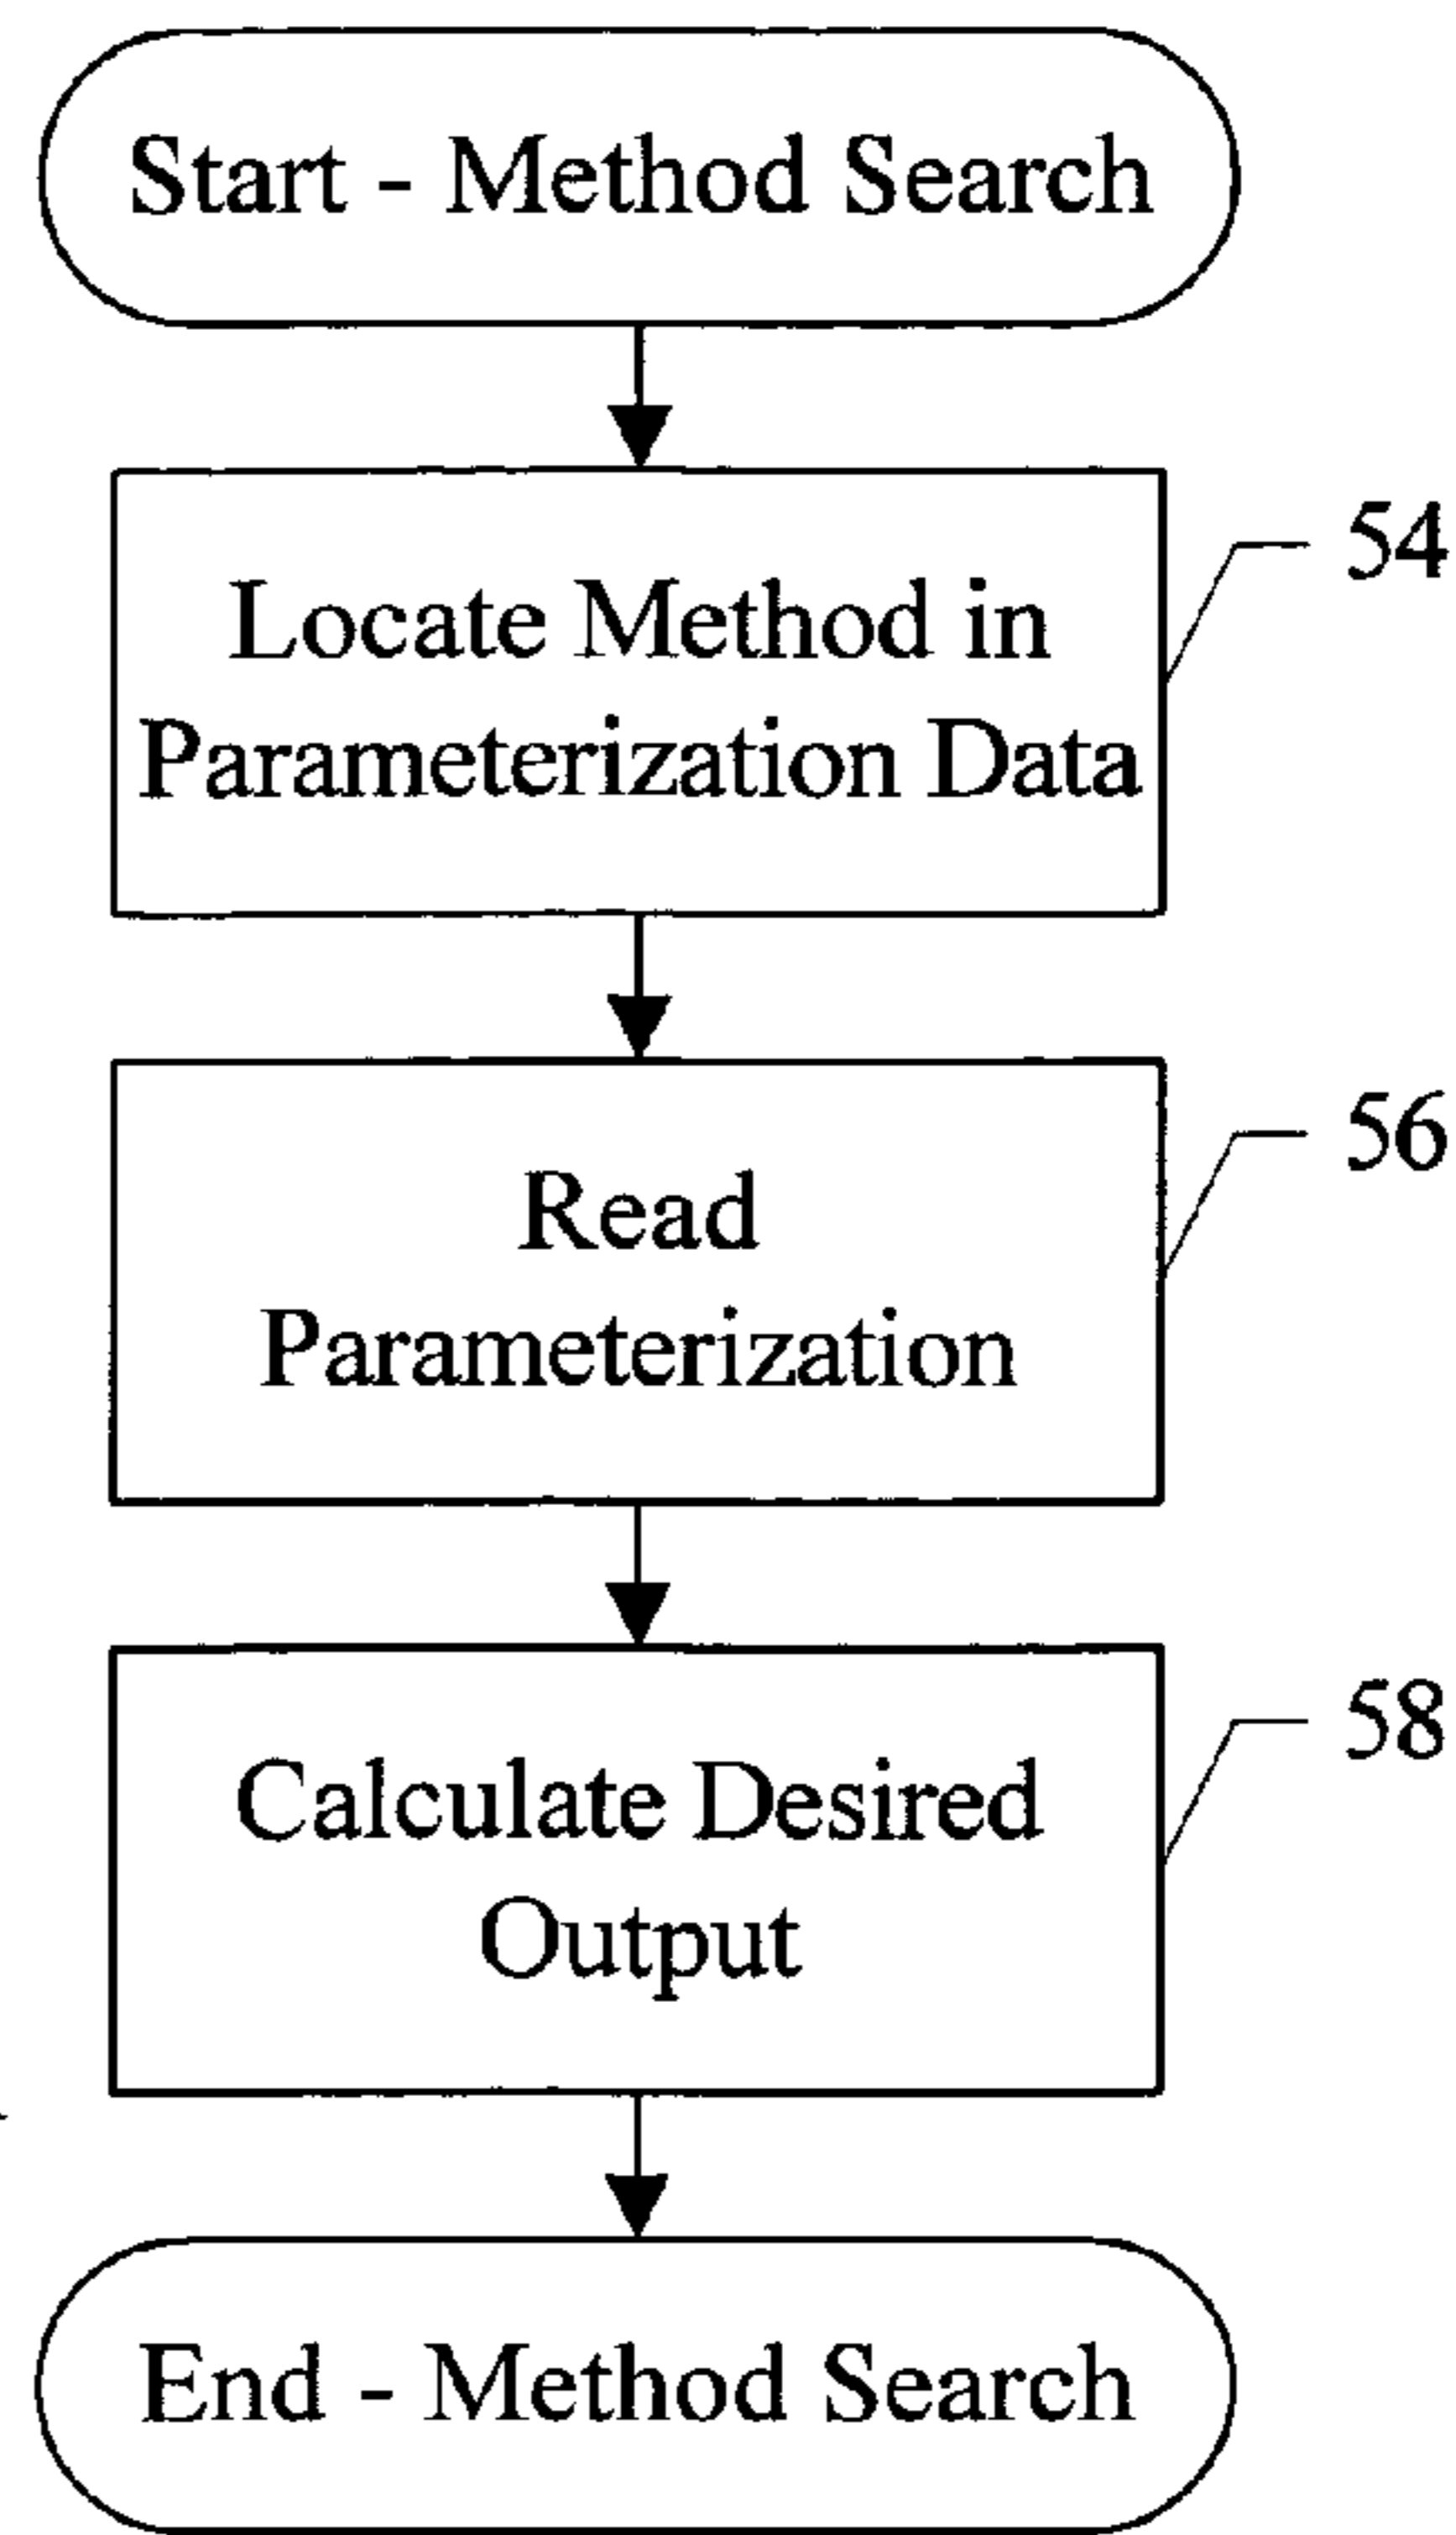 Start - Method Search
54
Locate Method in
Parameterization Data
56
Read
Parameterization
58
Calculate Desired
Output
End - Method Search